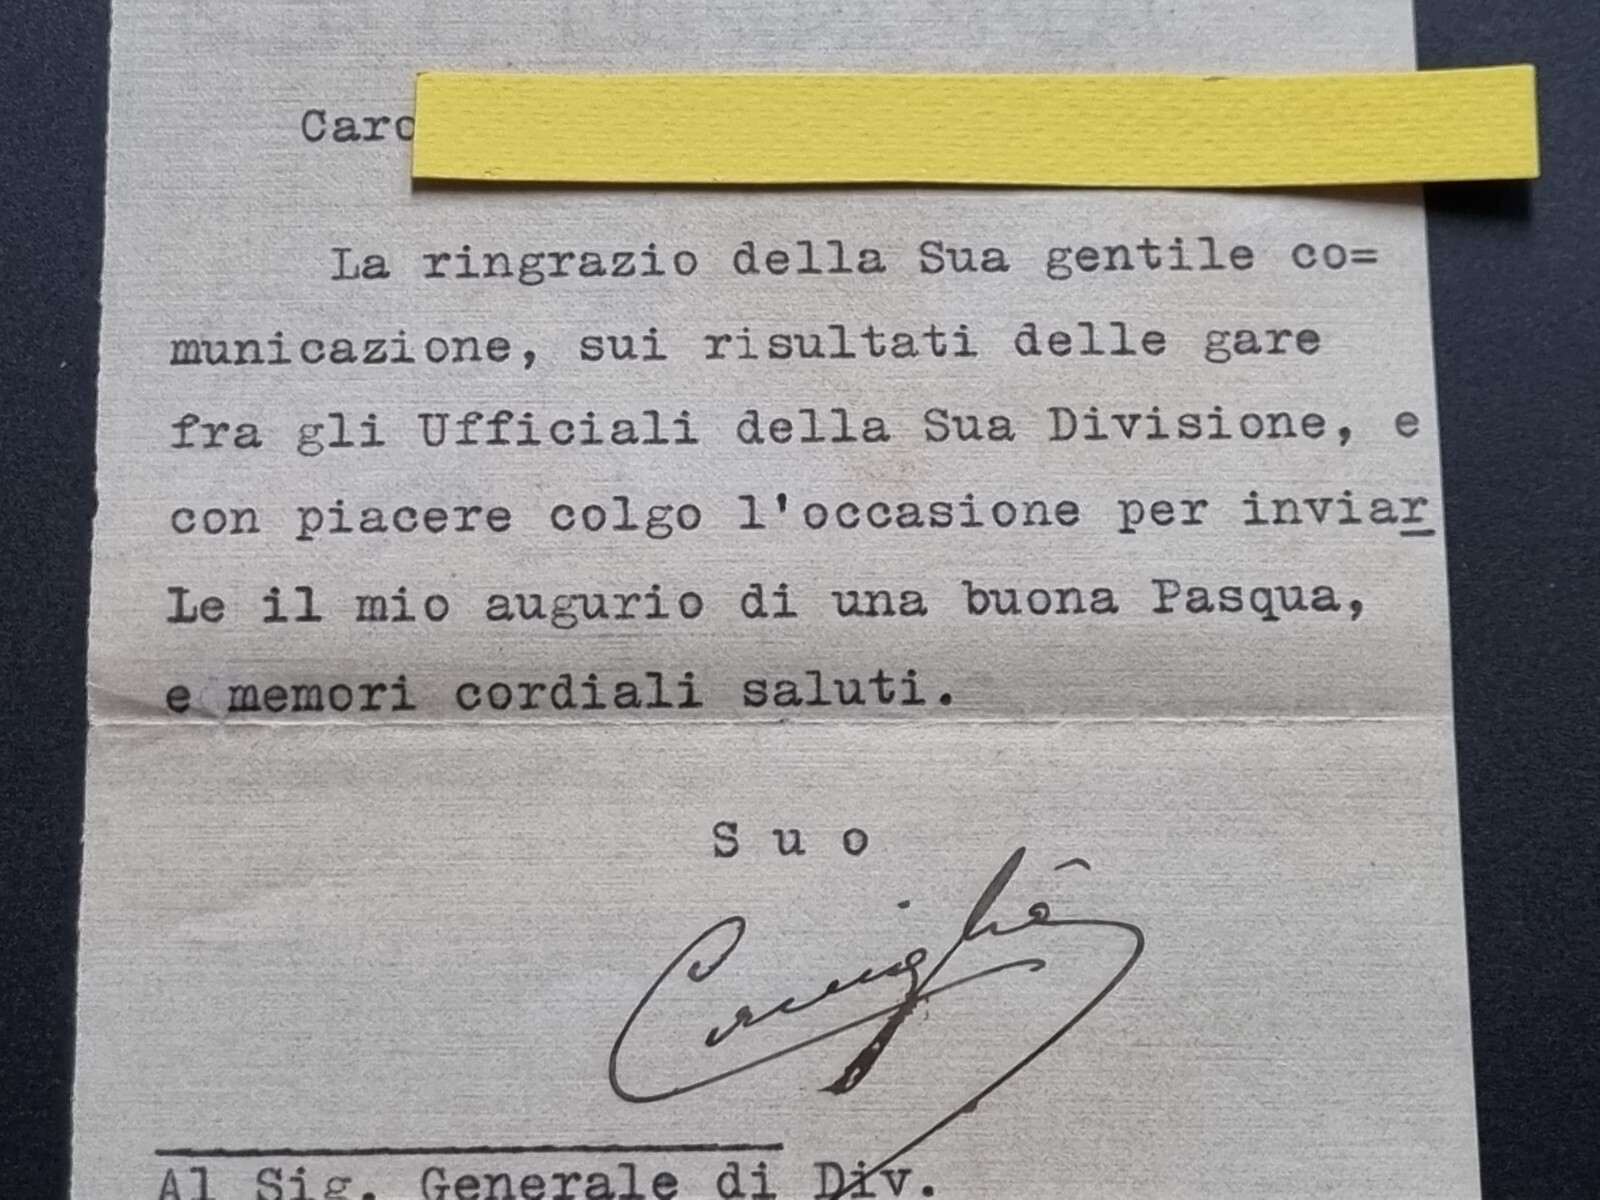 Caro
La ringrazio della Sua gentile co=
municazione, sui risultati delle gare
fra gli Ufficiali della Sua Divisione, e
con piacere colgo l'occasione per inviar
Le il mio augurio di una buona Pasqua,
e memori cordiali saluti.
S u o
Al Sig. Generale di Div.